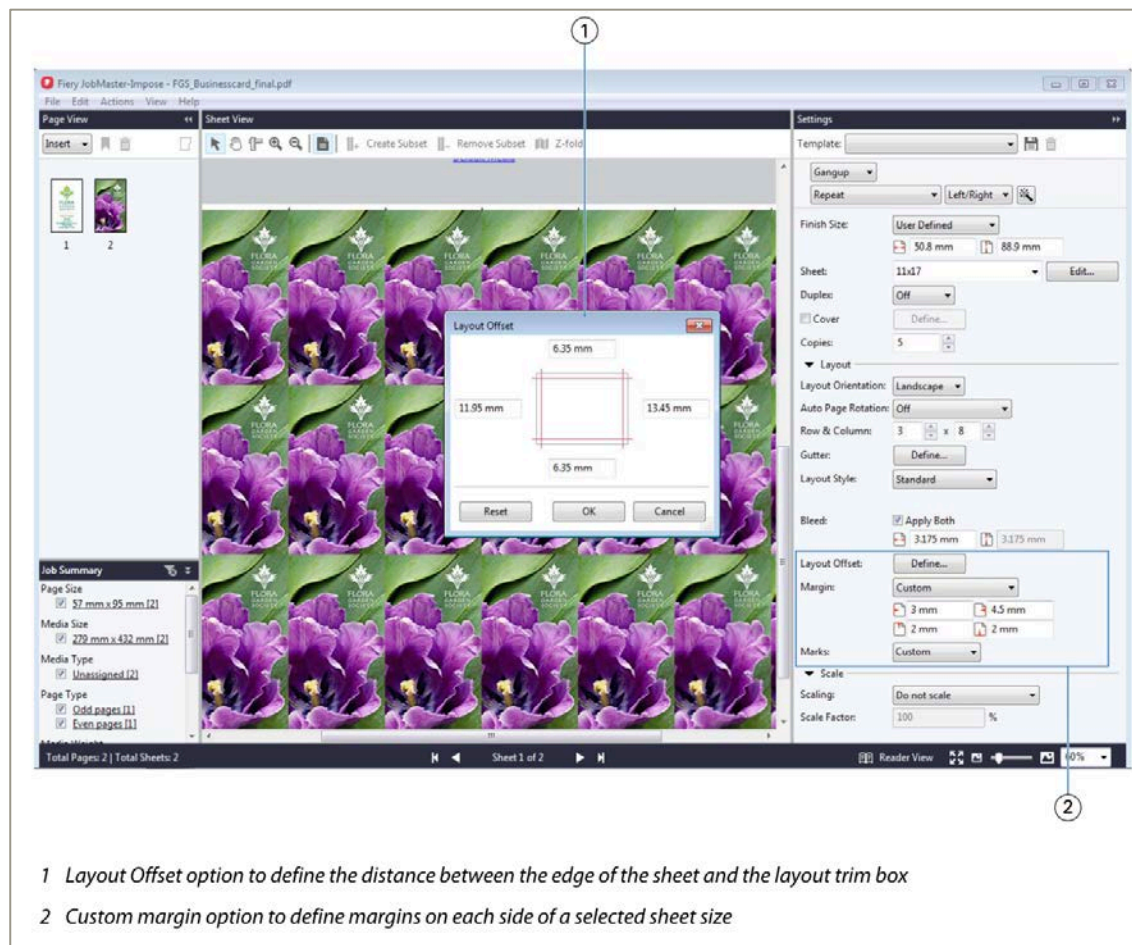 1
Fiery JobMaster-Impose - FGS_Businesscard_final.pdf
File Edit Actions View Help
Page View
Sheet View
Settings
Insert
Create Subset
Remove Subset
Z-fold
Template:
Gangup
Repeat
Left/Right
1
2
Finish Size:
User Defined
50.8 mm
88.9 mm
Sheet:
11x17
Edit...
Duplex:
Off
Cover
Define...
Copies:
5
Layout
Layout Orientation:
Landscape
Auto Page Rotation:
Off
Row & Column:
3 x 8
Gutter:
Define...
Layout Style:
Standard
Bleed:
Apply Both
3.175 mm
3.175 mm
Layout Offset:
Define...
Margin:
Custom
3 mm
4.5 mm
2 mm
2 mm
Marks:
Custom
Scale
Scaling:
Do not scale
Scale Factor:
100 %
FLORA
GARDEN
SOCIETY
Layout Offset
6.35 mm
11.95 mm
13.45 mm
6.35 mm
Reset
OK
Cancel
Job Summary
Page Size
57 mm x 95 mm [2]
Media Size
279 mm x 432 mm [2]
Media Type
Unassigned [2]
Page Type
Odd pages [1]
Even pages [1]
Total Pages: 2 | Total Sheets: 2
Sheet 1 of 2
Reader View
60%
2
1 Layout Offset option to define the distance between the edge of the sheet and the layout trim box
2 Custom margin option to define margins on each side of a selected sheet size